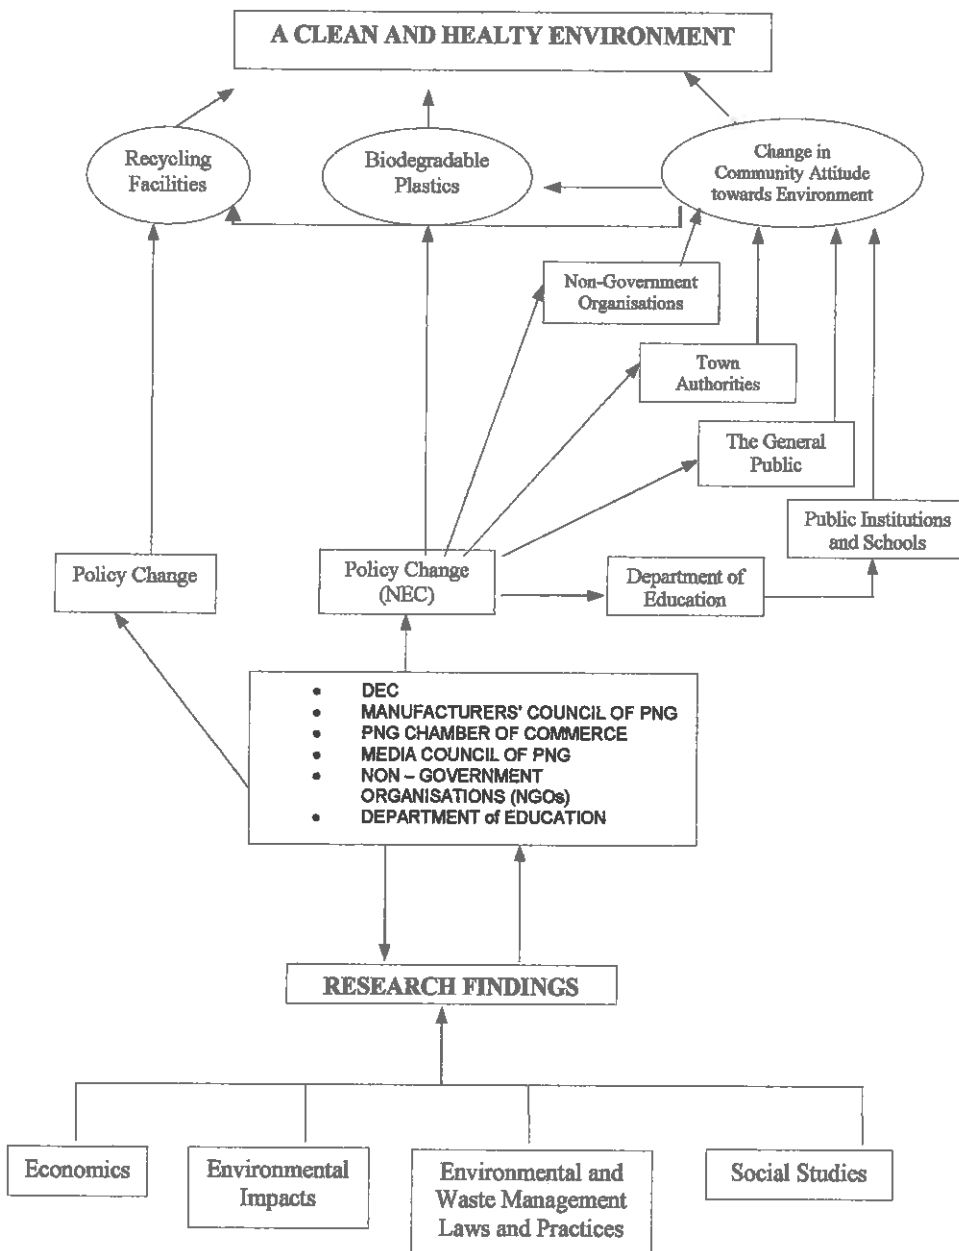 A CLEAN AND HEALTY ENVIRONMENT
Recycling
Facilities
Biodegradable
Plastics
Change in
Community Attitude
towards Environment
Non-Government
Organisations
Town
Authorities
The General
Public
Public Institutions
and Schools
Policy Change
Policy Change
(NEC)
Department of
Education
• DEC
• MANUFACTURERS' COUNCIL OF PNG
• PNG CHAMBER OF COMMERCE
• MEDIA COUNCIL OF PNG
• NON – GOVERNMENT
ORGANISATIONS (NGOs)
• DEPARTMENT of EDUCATION
RESEARCH FINDINGS
Economics
Environmental
Impacts
Environmental and
Waste Management
Laws and Practices
Social Studies